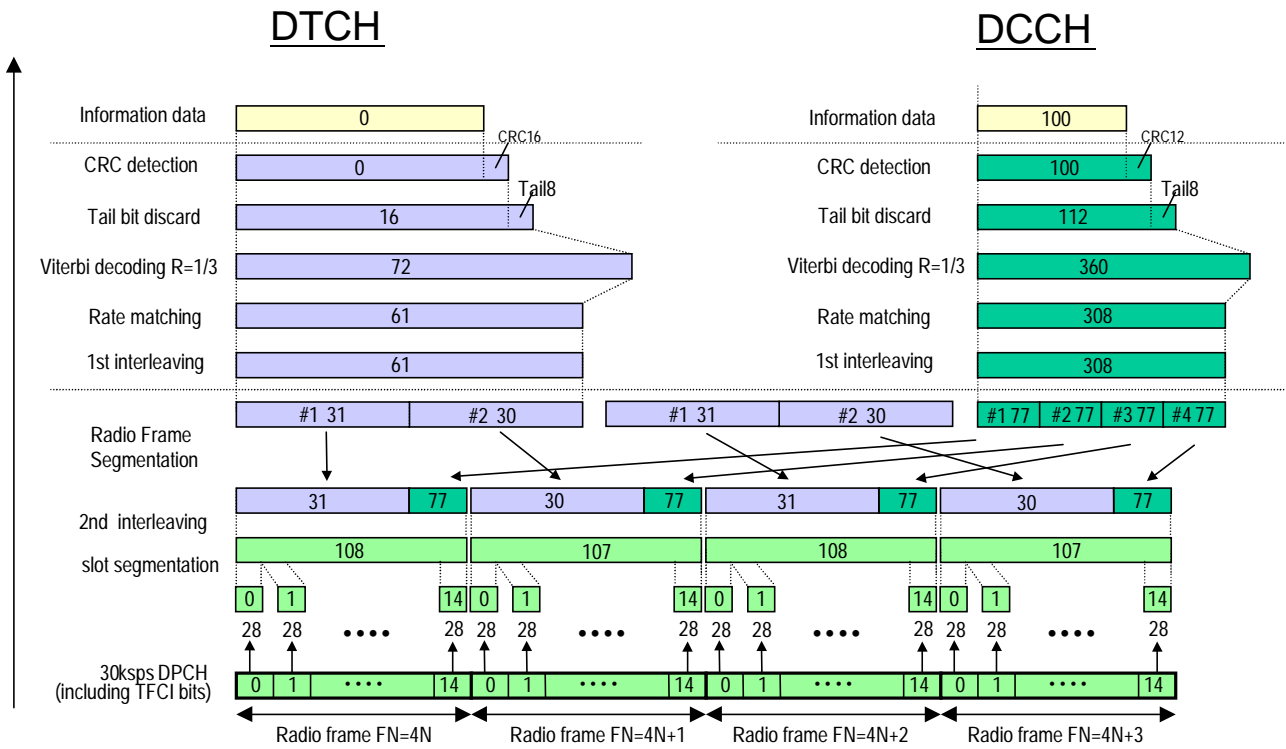 DTCH
DCCH
Information data
0
Information data
100
CRC16
CRC12
CRC detection
0
CRC detection
100
Tail8
Tail8
Tail bit discard
16
Tail bit discard
112
Viterbi decoding R=1/3
72
Viterbi decoding R=1/3
360
Rate matching
61
Rate matching
308
1st interleaving
61
1st interleaving
308
#1 31
#2 30
#1 31
#2 30
#1 77
#2 77
#3 77
#4 77
Radio Frame
Segmentation
31
77
30
77
31
77
30
77
2nd interleaving
108
107
108
107
slot segmentation
0
1
14
0
1
14
0
1
14
0
1
14
28
28
••••
28
28
28
••••
28
28
28
••••
28
28
28
••••
28
30ksps DPCH
(including TFCI bits)
0
1
••••
14
0
1
••••
14
0
1
••••
14
0
1
••••
14
Radio frame FN=4N
Radio frame FN=4N+1
Radio frame FN=4N+2
Radio frame FN=4N+3